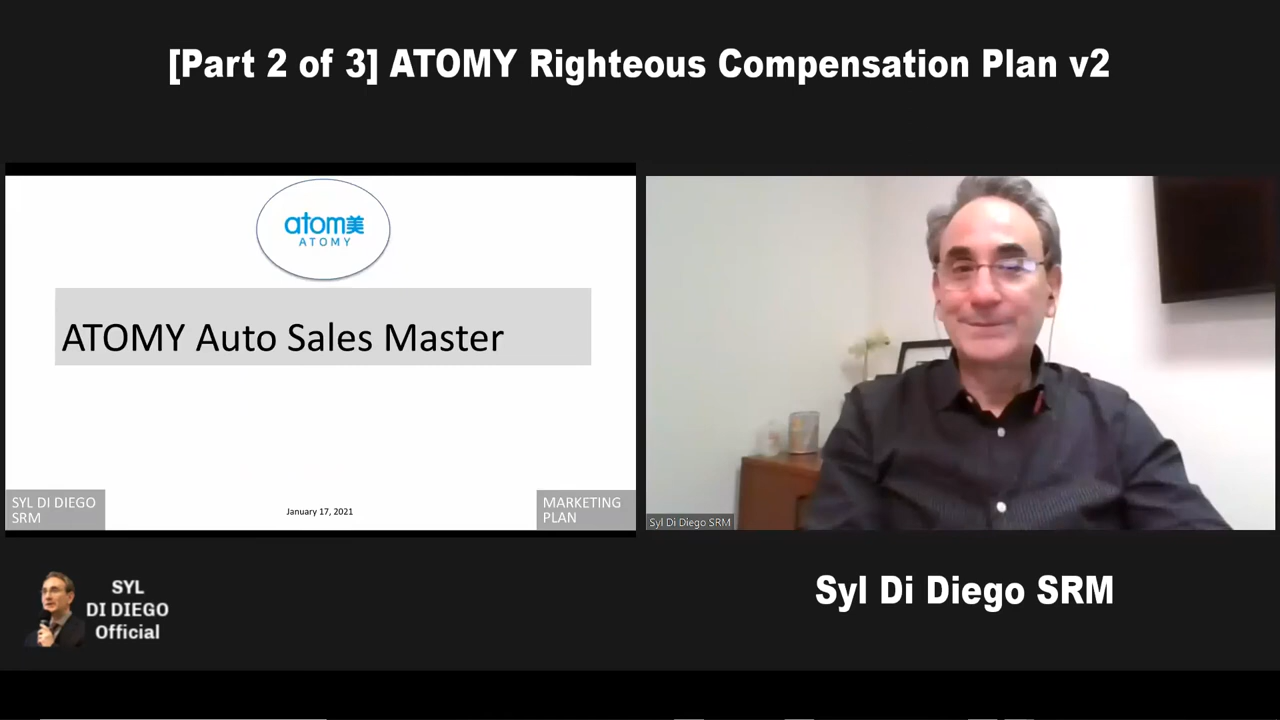 [Part 2 of 3] ATOMY Righteous Compensation Plan v2
atom美
ATOMY
ATOMY Auto Sales Master
SYL DI DIEGO
SRM
January 17, 2021
MARKETING
PLAN
Syl Di Diego SRM
SYL
DI DIEGO
Official
Syl Di Diego SRM